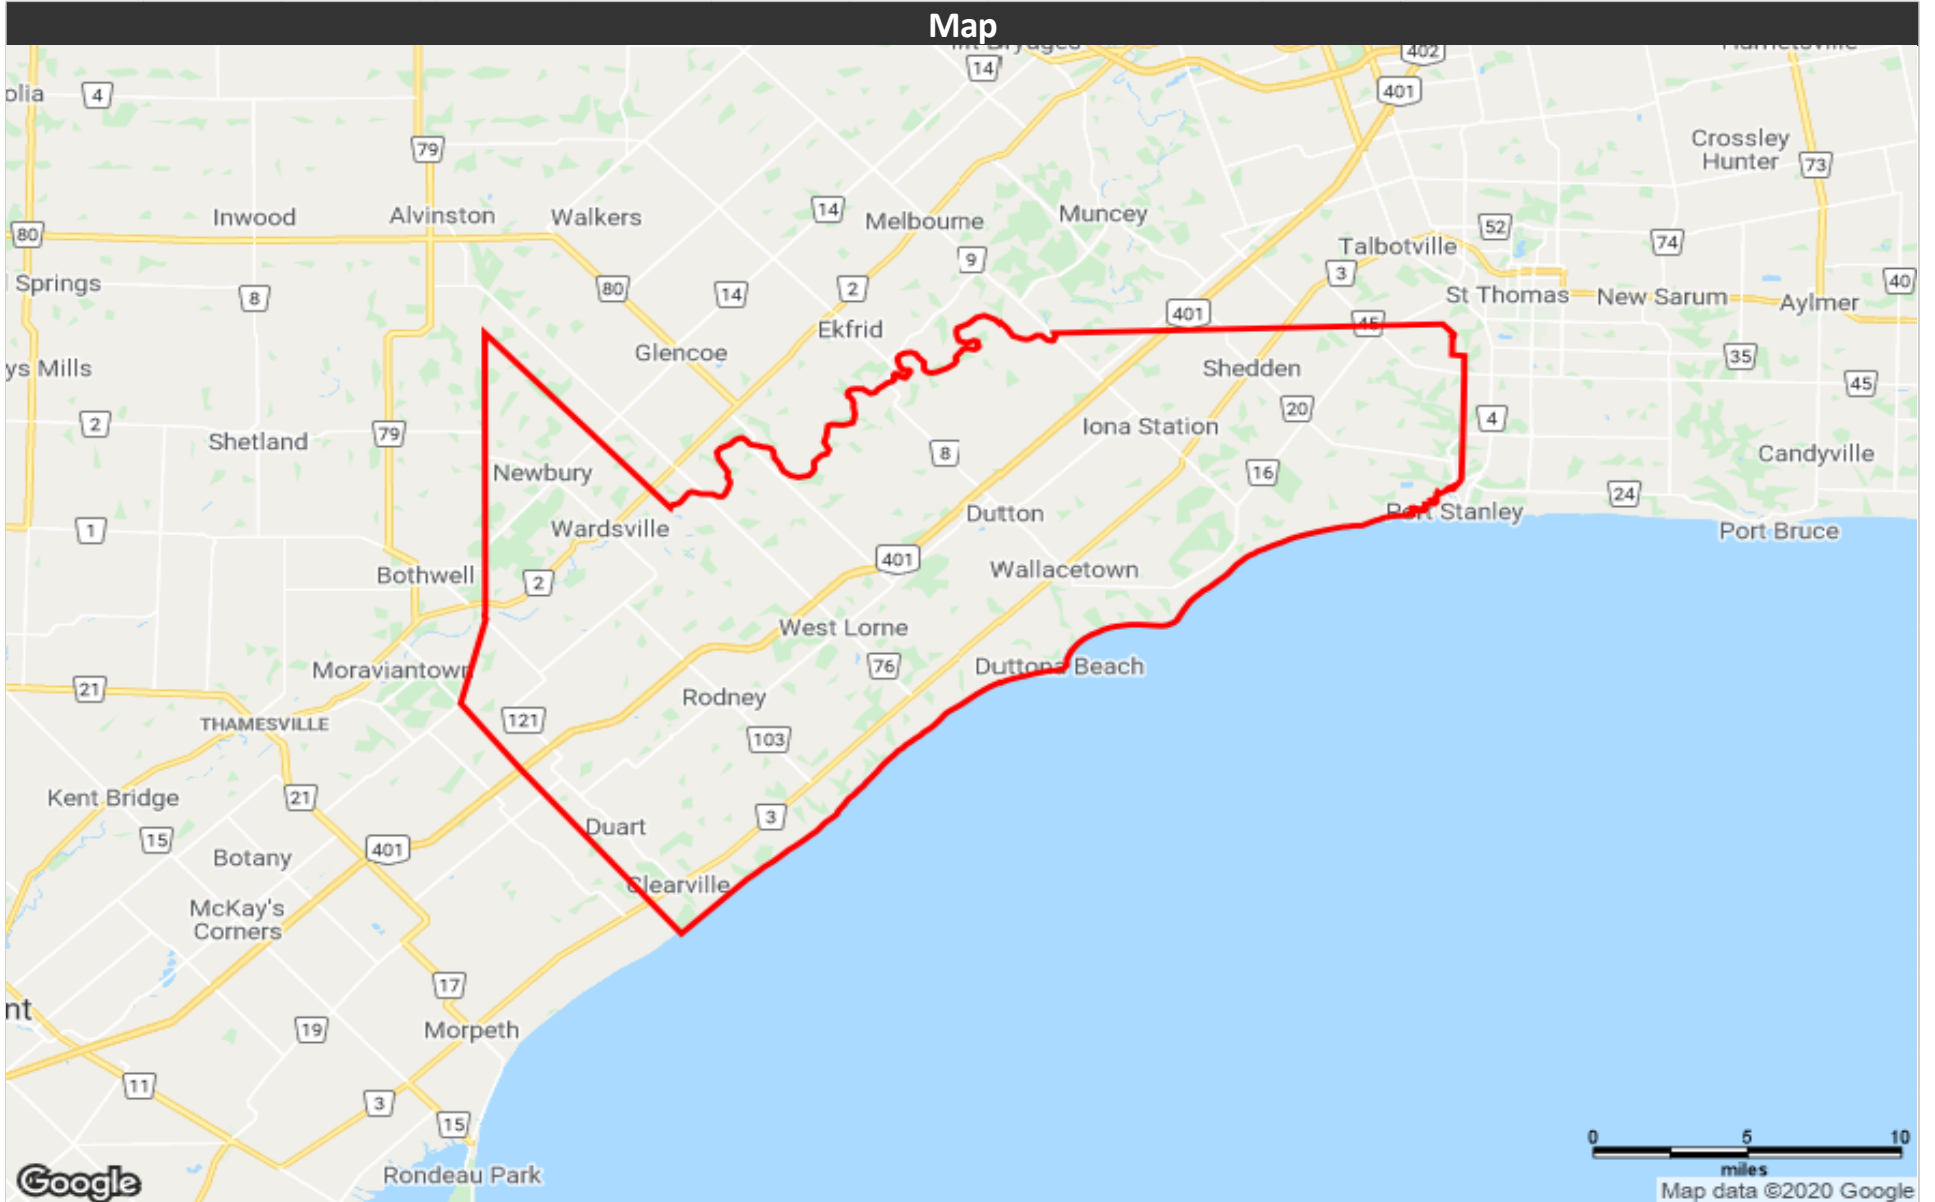 Map
402
14
401
olia
4
79
Crossley
Hunter
73
Inwood
Alvinston
Walkers
14
Melbourne
Muncey
52
80
9
Talbotville
74
Springs
8
80
14
2
3
St Thomas
New Sarum
Aylmer
40
Ekfrid
401
45
ys Mills
Glencoe
Shedden
35
45
2
79
Shetland
20
4
Iona Station
8
Candyville
Newbury
16
24
1
Wardsville
Dutton
Port Stanley
Port Bruce
401
Bothwell
2
Wallacetown
West Lorne
Moraviantown
76
Duttona Beach
21
THAMESVILLE
121
Rodney
103
Kent Bridge
21
3
15
Duart
Botany
401
Clearville
McKay's
Corners
17
nt
19
Morpeth
11
3
15
Rondeau Park
0 5 10
miles
Google
Map data ©2020 Google